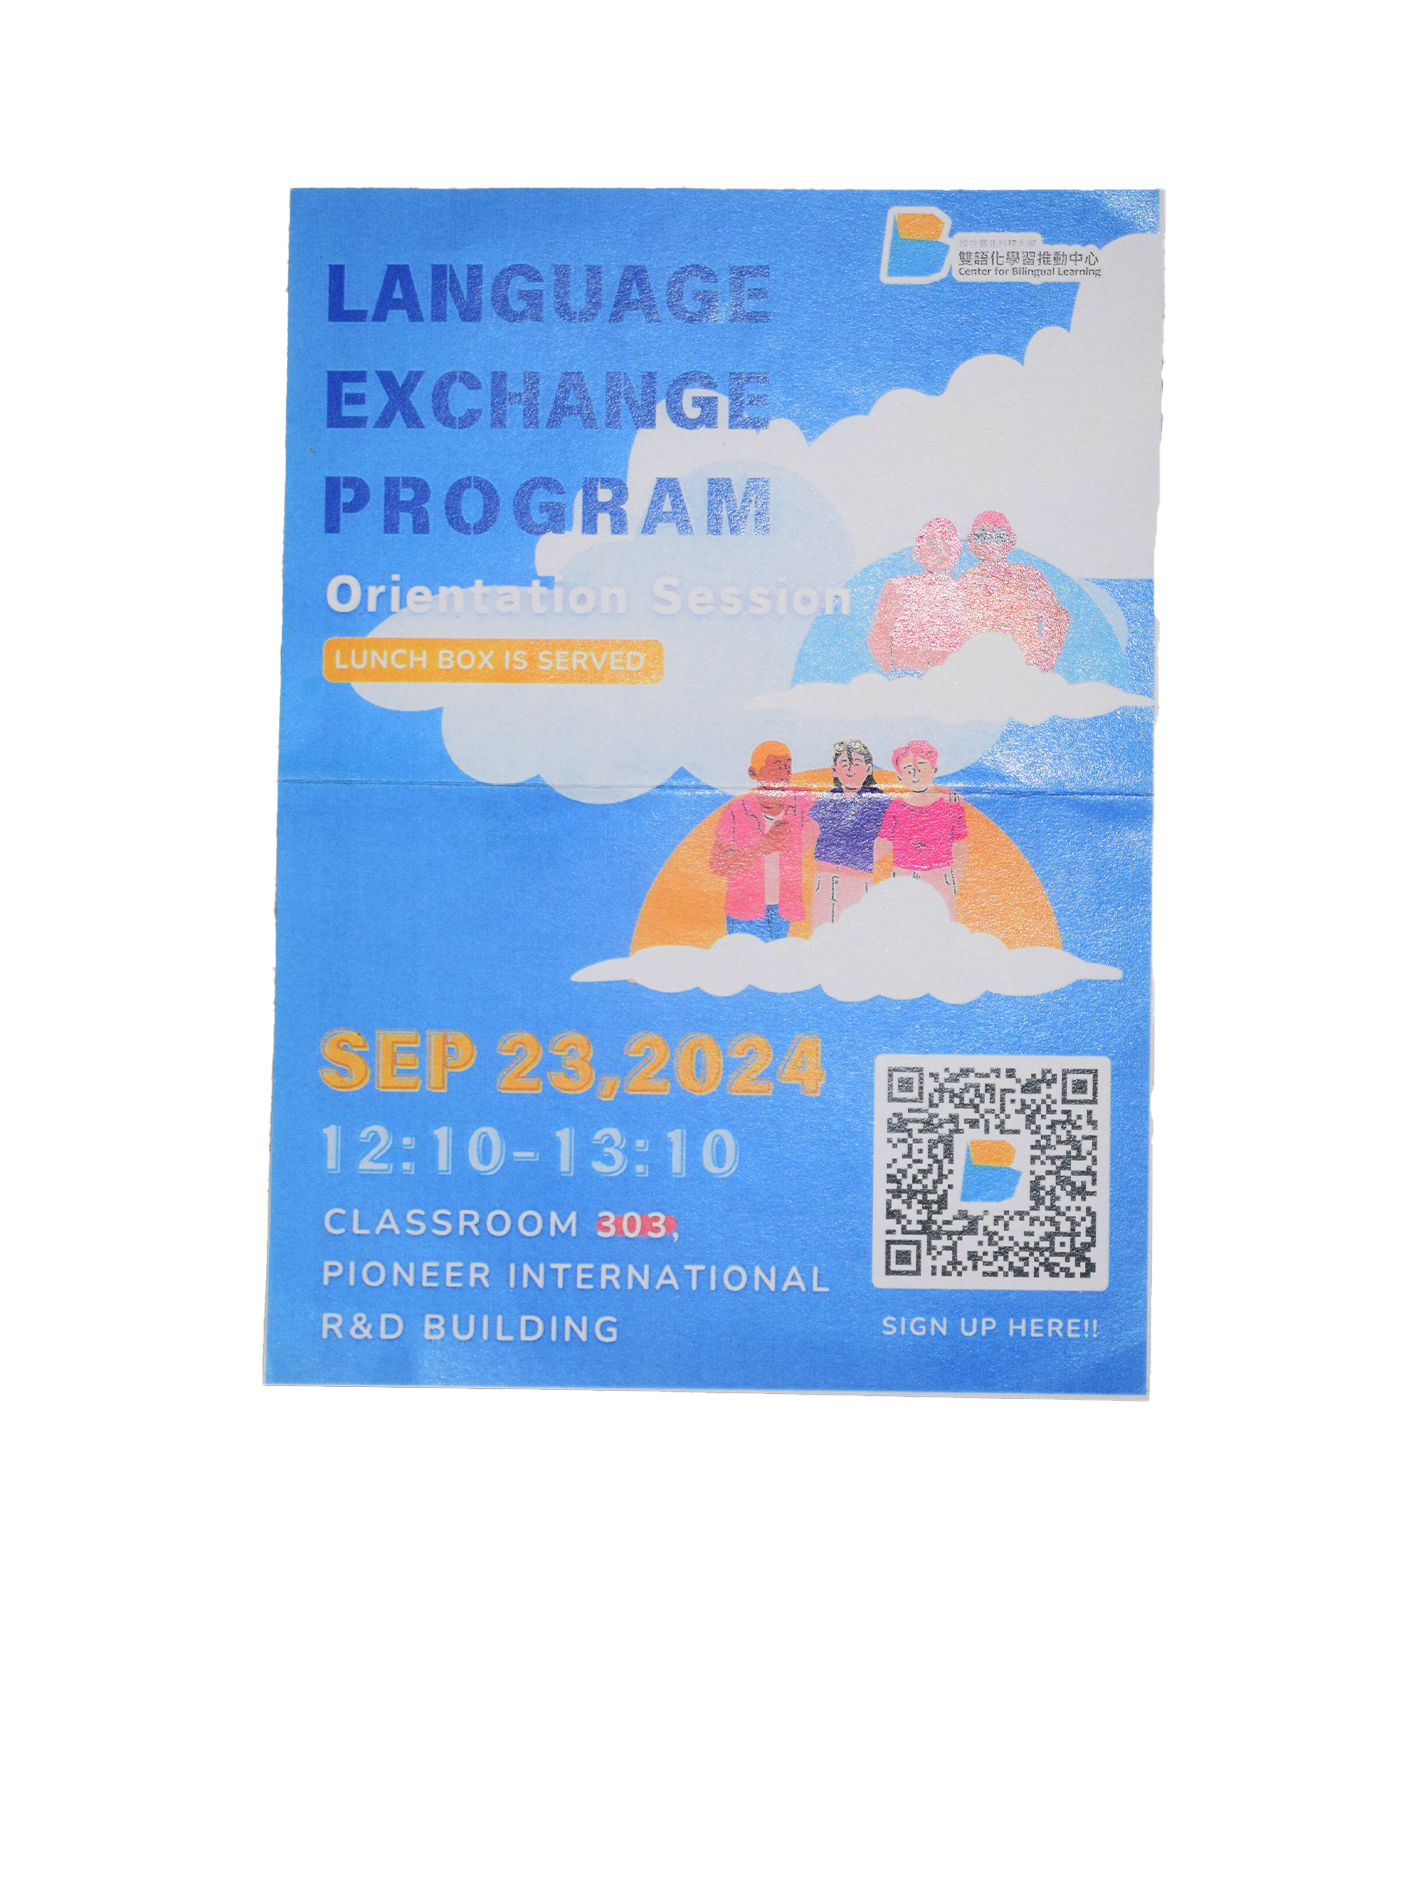 國立臺北科技大學
雙語化學習推動中心
Center for Bilingual Learning
LANGUAGE
EXCHANGE
PROGRAM
Orientation Session
LUNCH BOX IS SERVED
SEP 23,2024
12:10-13:10
CLASSROOM 303,
PIONEER INTERNATIONAL
R&D BUILDING
SIGN UP HERE!!